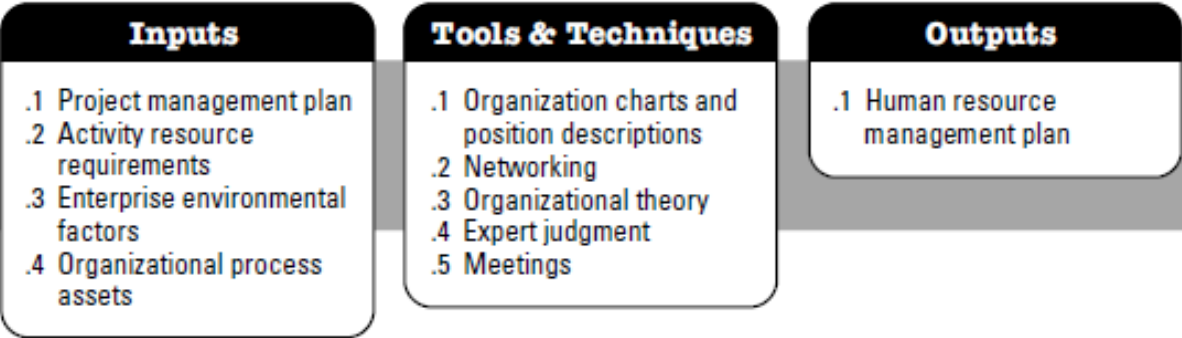 Inputs
.1 Project management plan
.2 Activity resource
requirements
.3 Enterprise environmental
factors
.4 Organizational process
assets
Tools & Techniques
.1 Organization charts and
position descriptions
.2 Networking
.3 Organizational theory
.4 Expert judgment
.5 Meetings
Outputs
.1 Human resource
management plan